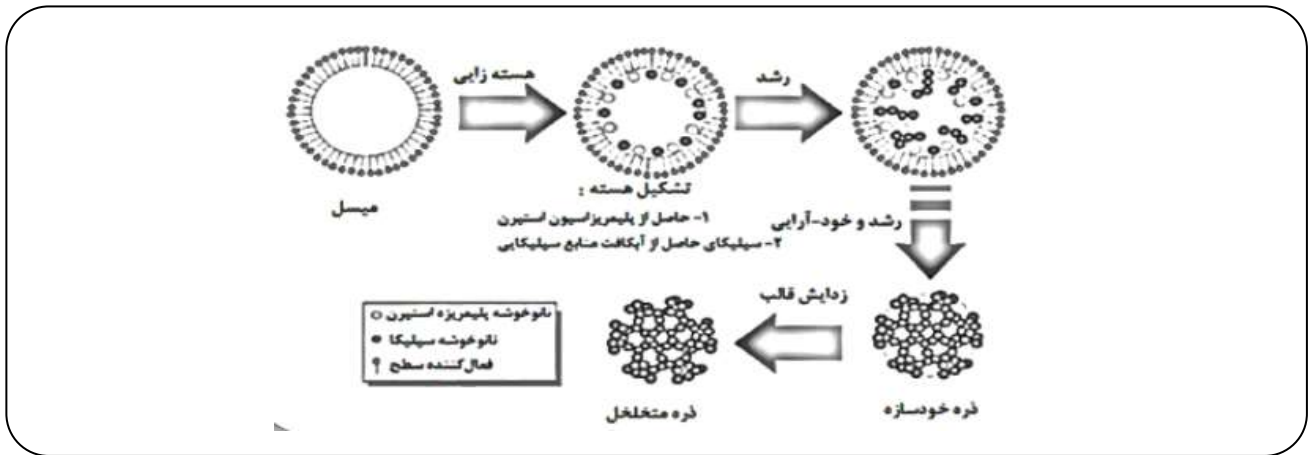 هسته زایی
رشد
میسل
تشکیل هسته :
۱- حاصل از پلیمریزاسیون استیرن
۲- سیلیکای حاصل از آبکافت منابع سیلیکایی
رشد و خود-آرایی
زدایش قالب
نانوخوشه پلیمریزه استیرن
نانوخوشه سیلیکا
فعال‌کننده سطح
ذره متخلخل
ذره خودسازه